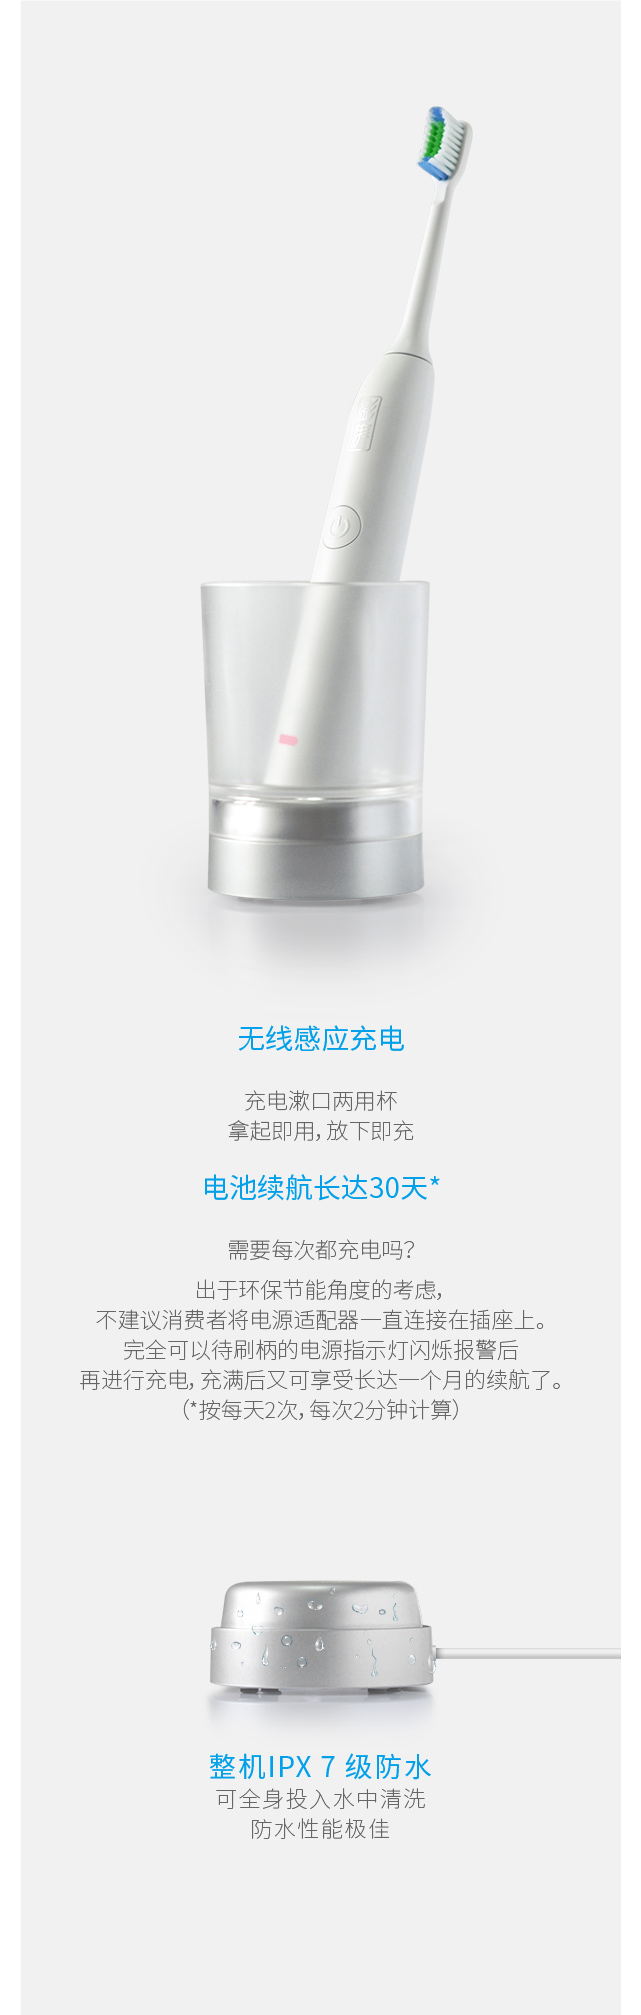 无线感应充电
充电漱口两用杯
拿起即用,放下即充
电池续航长达30天*
需要每次都充电吗?
出于环保节能角度的考虑,
不建议消费者将电源适配器一直连接在插座上。
完全可以待刷柄的电源指示灯闪烁报警后
再进行充电,充满后又可享受长达一个月的续航了。
(*按每天2次,每次2分钟计算)
整机IPX 7 级防水
可全身投入水中清洗
防水性能极佳